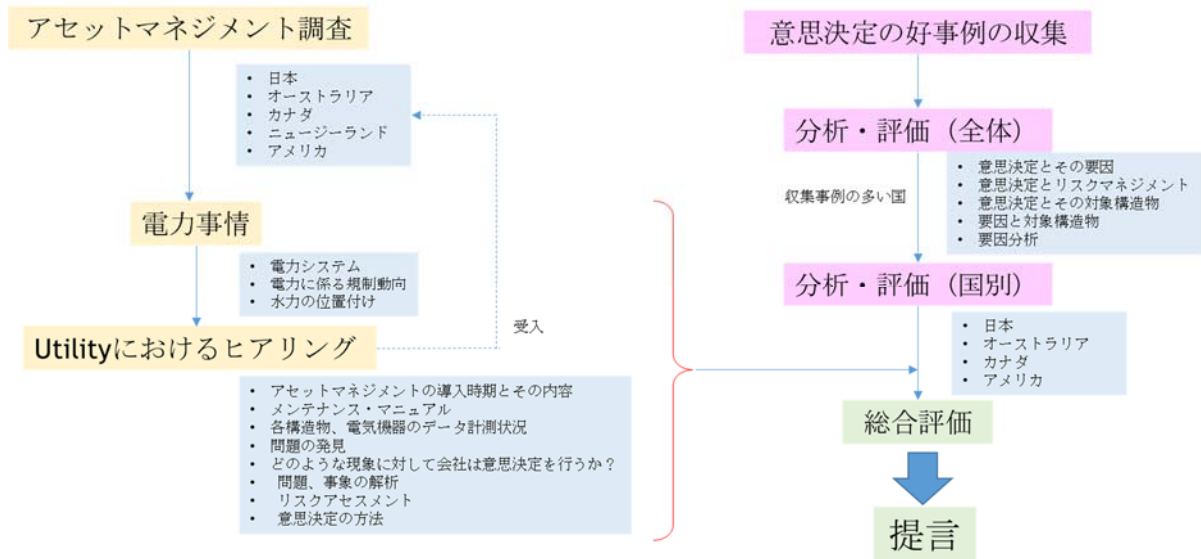 アセットマネジメント調査
• 日本
• オーストラリア
• カナダ
• ニュージーランド
• アメリカ
電力事情
• 電力システム
• 電力に係る規制動向
• 水力の位置付け
Utilityにおけるヒアリング
受入
• アセットマネジメントの導入時期とその内容
• メンテナンス・マニュアル
• 各構造物、電気機器のデータ計測状況
• 問題の発見
• どのような現象に対して会社は意思決定を行うか?
• 問題、事象の解析
• リスクアセスメント
• 意思決定の方法
意思決定の好事例の収集
分析・評価（全体）
収集事例の多い国
• 意思決定とその要因
• 意思決定とリスクマネジメント
• 意思決定とその対象構造物
• 要因と対象構造物
• 要因分析
分析・評価（国別）
• 日本
• オーストラリア
• カナダ
• アメリカ
総合評価
提言